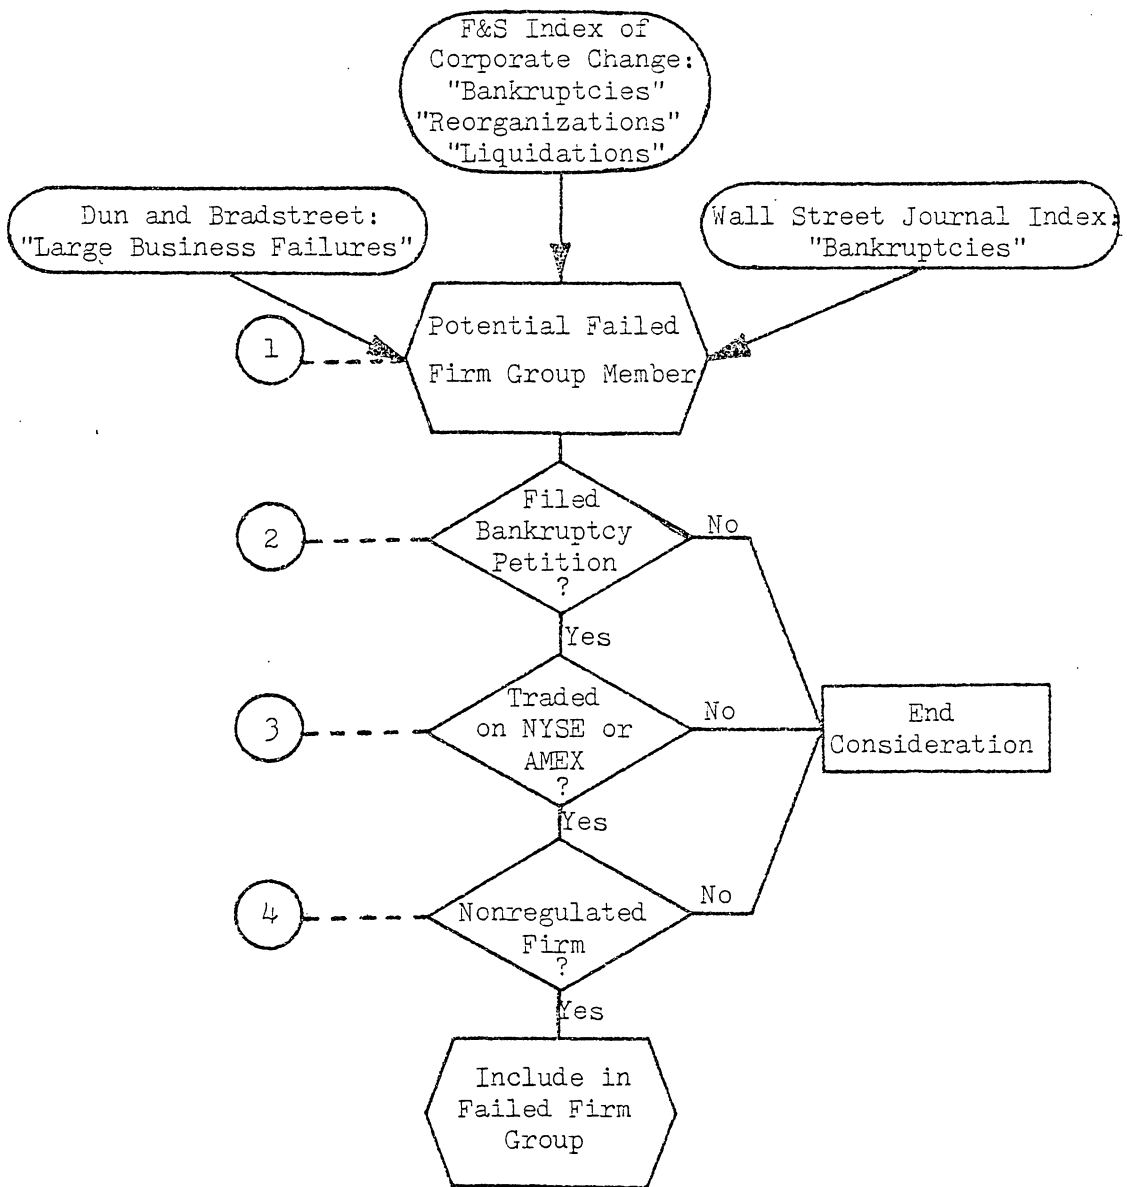 F&S Index of
Corporate Change:
"Bankruptcies"
"Reorganizations"
"Liquidations"
Dun and Bradstreet:
"Large Business Failures"
Wall Street Journal Index:
"Bankruptcies"
1
Potential Failed
Firm Group Member
2
Filed
Bankruptcy
Petition
?
No
Yes
3
Traded
on NYSE or
AMEX
?
No
End
Consideration
Yes
4
Nonregulated
Firm
?
No
Yes
Include in
Failed Firm
Group